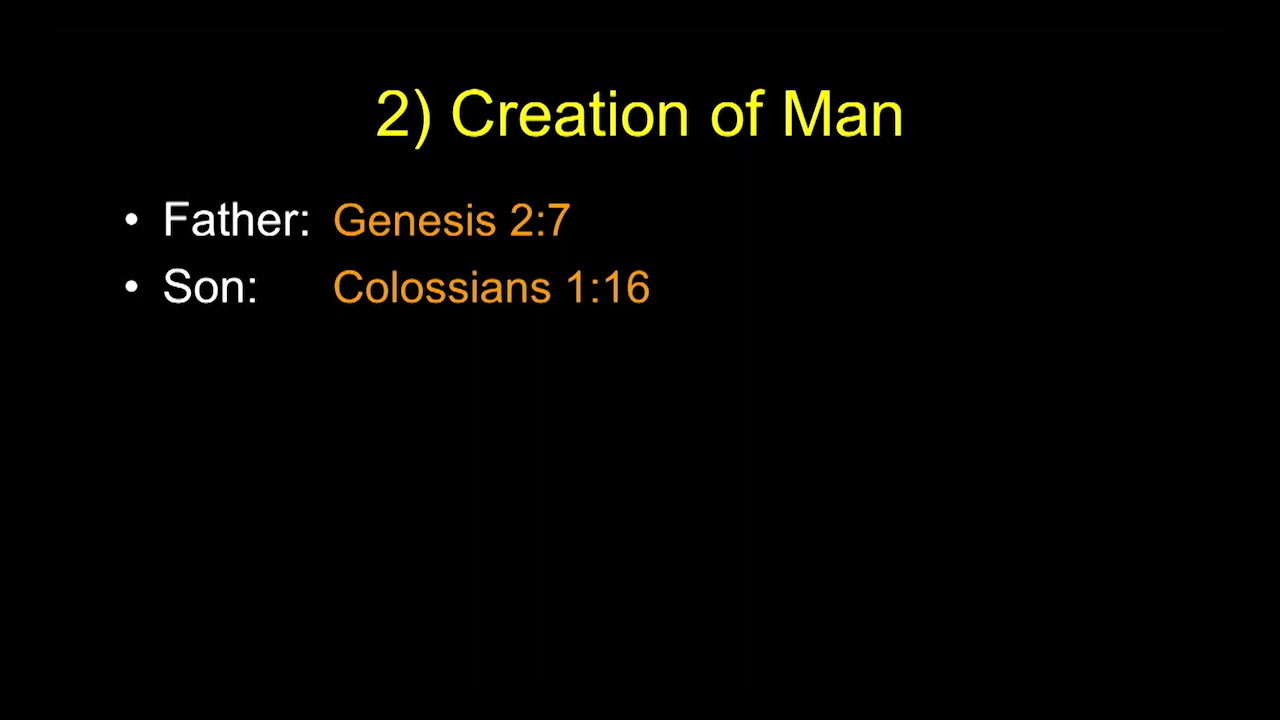 2) Creation of Man
• Father: Genesis 2:7
• Son: Colossians 1:16